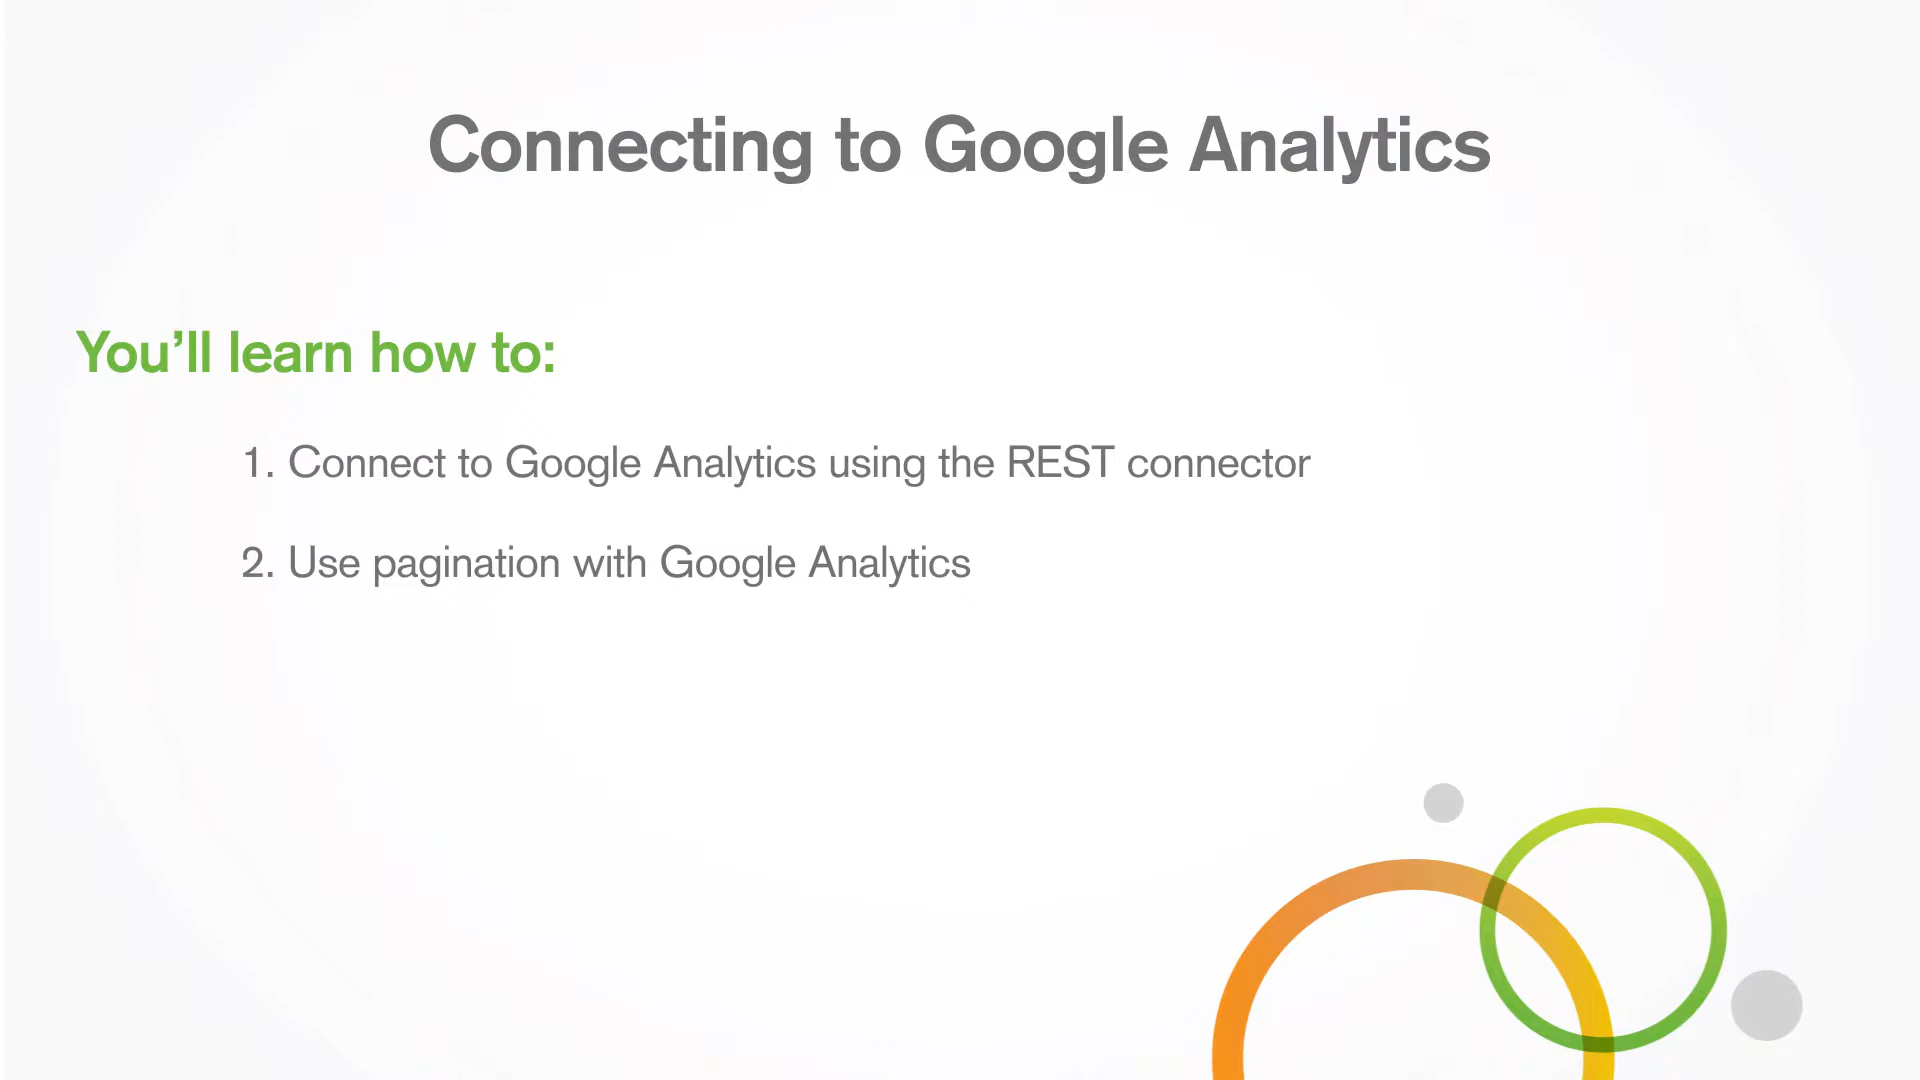 Connecting to Google Analytics
You’ll learn how to:
1. Connect to Google Analytics using the REST connector
2. Use pagination with Google Analytics